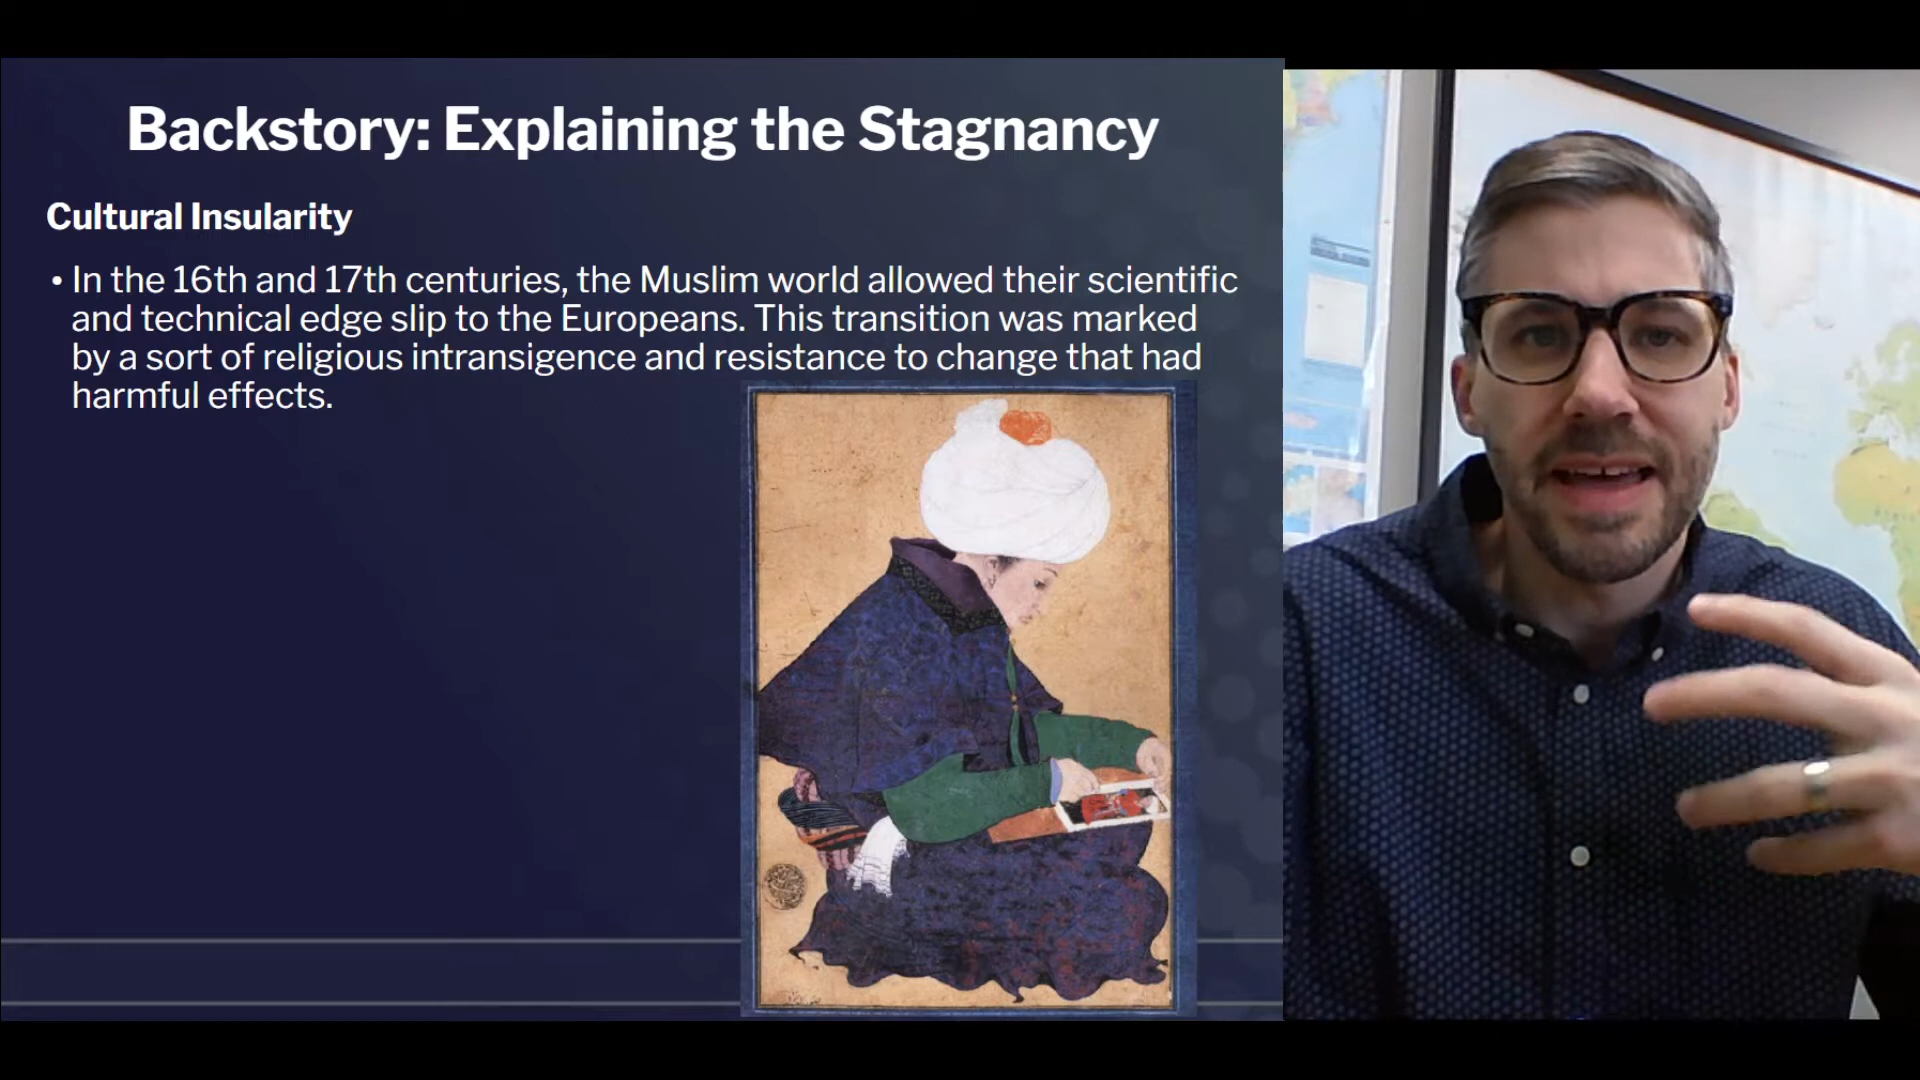 Backstory: Explaining the Stagnancy
Cultural Insularity
• In the 16th and 17th centuries, the Muslim world allowed their scientific
and technical edge slip to the Europeans. This transition was marked
by a sort of religious intransigence and resistance to change that had
harmful effects.